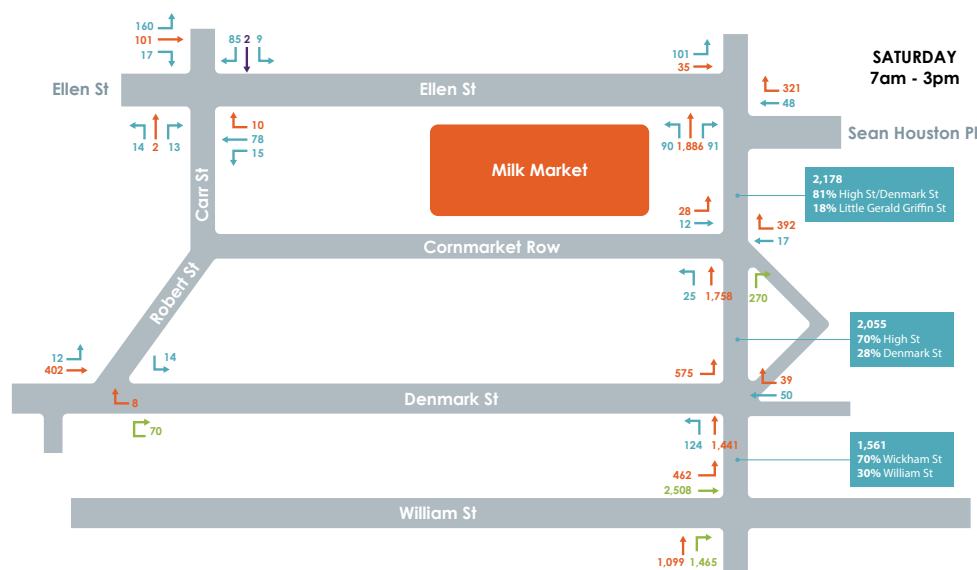 160
101
17
85 2 9
101
35
SATURDAY
7am - 3pm
Ellen St
Ellen St
321
48
14 2 13
10
78
15
90 1,886 91
Sean Houston Pl
Milk Market
Carr St
2,178
81% High St/Denmark St
18% Little Gerald Griffin St
28
12
392
17
Cornmarket Row
Robert St
25 1,758
270
2,055
70% High St
28% Denmark St
12
402
14
575
39
50
8
Denmark St
70
124 1,441
1,561
70% Wickham St
30% William St
462
2,508
William St
1,099 1,465